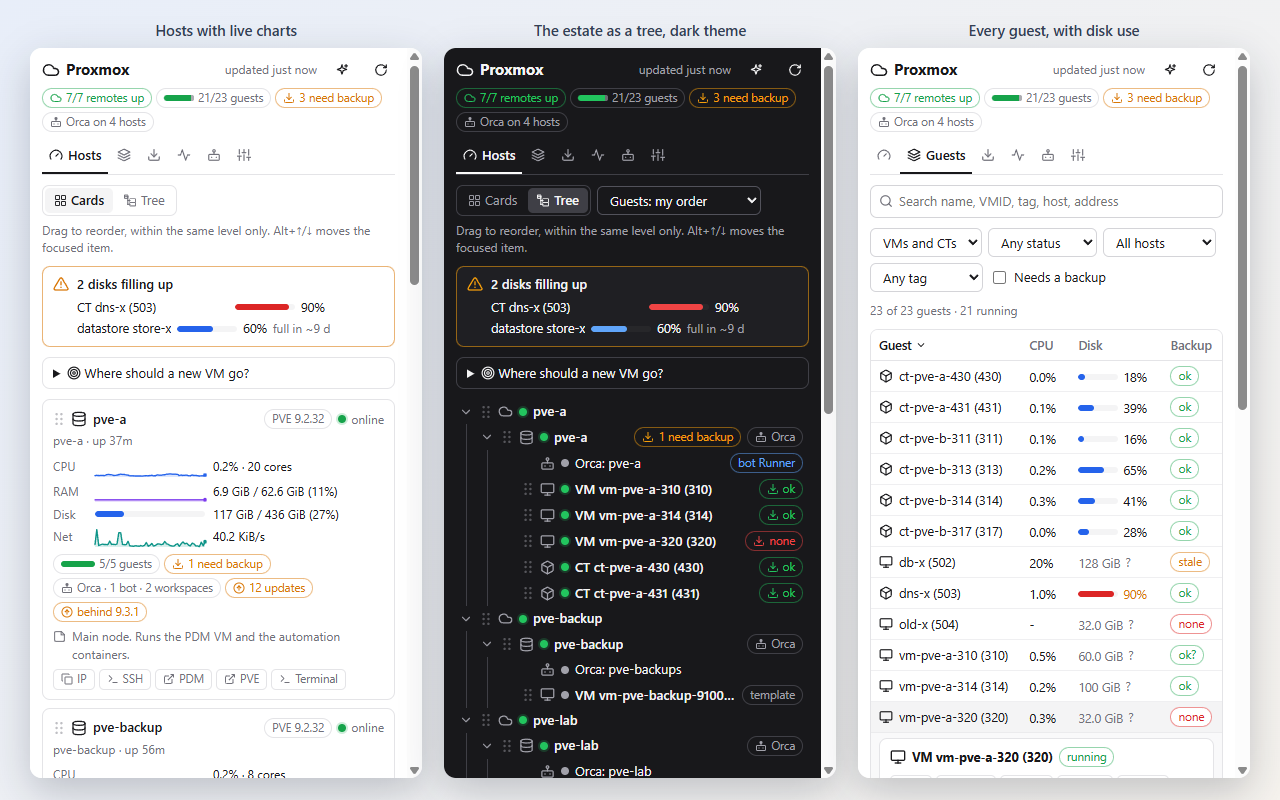 Hosts with live charts
Proxmox
updated just now
7/7 remotes up
21/23 guests
3 need backup
Orca on 4 hosts
Hosts
Cards
Tree
Drag to reorder, within the same level only. Alt+↑/↓ moves the
focused item.
2 disks filling up
CT dns-x (503) 90%
datastore store-x 60% full in ~9 d
Where should a new VM go?
pve-a PVE 9.2.32 online
pve-a · up 37m
CPU 0.2% · 20 cores
RAM 6.9 GiB / 62.6 GiB (11%)
Disk 117 GiB / 436 GiB (27%)
Net 40.2 KiB/s
5/5 guests 1 need backup
Orca · 1 bot · 2 workspaces 12 updates
behind 9.3.1
Main node. Runs the PDM VM and the automation
containers.
IP SSH PDM PVE Terminal
pve-backup PVE 9.2.32 online
pve-backup · up 56m
CPU 0.2% · 8 cores
The estate as a tree, dark theme
Proxmox
updated just now
7/7 remotes up
21/23 guests
3 need backup
Orca on 4 hosts
Hosts
Cards
Tree
Guests: my order
Drag to reorder, within the same level only. Alt+↑/↓ moves the
focused item.
2 disks filling up
CT dns-x (503) 90%
datastore store-x 60% full in ~9 d
Where should a new VM go?
pve-a
pve-a 1 need backup Orca
Orca: pve-a bot Runner
VM vm-pve-a-310 (310) ok
VM vm-pve-a-314 (314) ok
VM vm-pve-a-320 (320) none
CT ct-pve-a-430 (430) ok
CT ct-pve-a-431 (431) ok
pve-backup
pve-backup Orca
Orca: pve-backups
VM vm-pve-backup-9100... template
pve-lab
pve-lab Orca
Orca: pve-lab
Every guest, with disk use
Proxmox
updated just now
7/7 remotes up
21/23 guests
3 need backup
Orca on 4 hosts
Guests
Search name, VMID, tag, host, address
VMs and CTs
Any status
All hosts
Any tag
Needs a backup
23 of 23 guests · 21 running
Guest CPU Disk Backup
ct-pve-a-430 (430) 0.0% 18% ok
ct-pve-a-431 (431) 0.1% 39% ok
ct-pve-b-311 (311) 0.1% 16% ok
ct-pve-b-313 (313) 0.2% 65% ok
ct-pve-b-314 (314) 0.3% 41% ok
ct-pve-b-317 (317) 0.0% 28% ok
db-x (502) 20% 128 GiB ? stale
dns-x (503) 1.0% 90% ok
old-x (504) - 32.0 GiB ? none
vm-pve-a-310 (310) 0.5% 60.0 GiB ? ok?
vm-pve-a-314 (314) 0.2% 100 GiB ? ok
vm-pve-a-320 (320) 0.3% 32.0 GiB ? none
VM vm-pve-a-320 (320) running